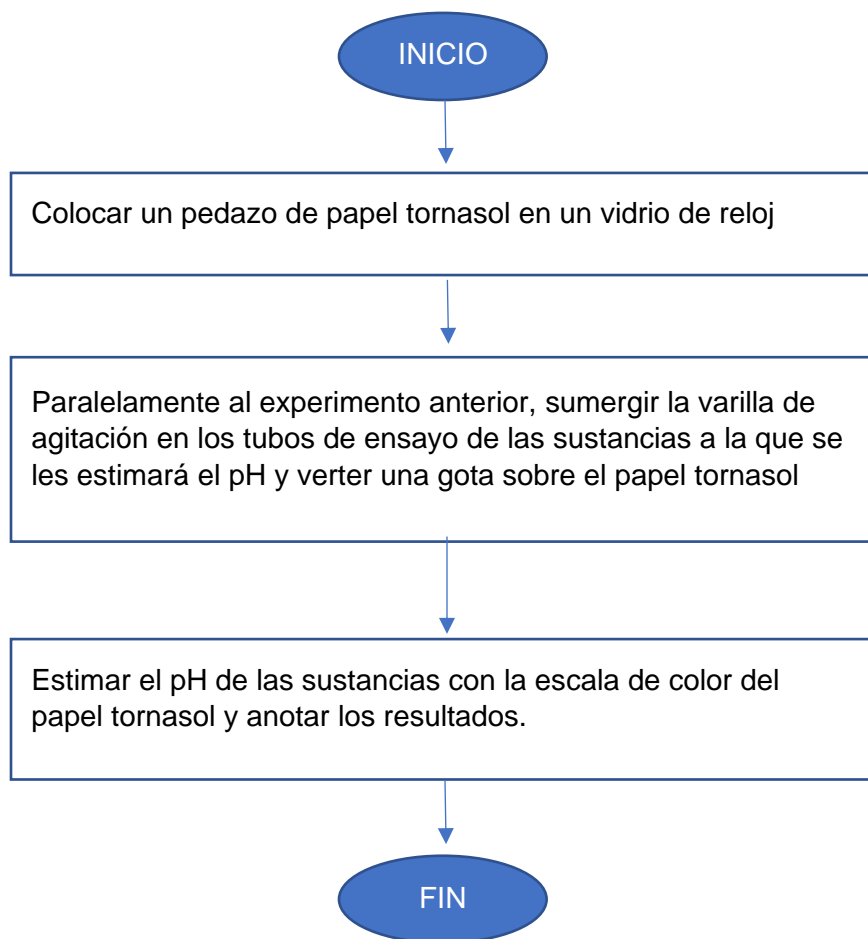 INICIO
Colocar un pedazo de papel tornasol en un vidrio de reloj
Paralelamente al experimento anterior, sumergir la varilla de
agitación en los tubos de ensayo de las sustancias a la que se
les estimará el pH y verter una gota sobre el papel tornasol
Estimar el pH de las sustancias con la escala de color del
papel tornasol y anotar los resultados.
FIN